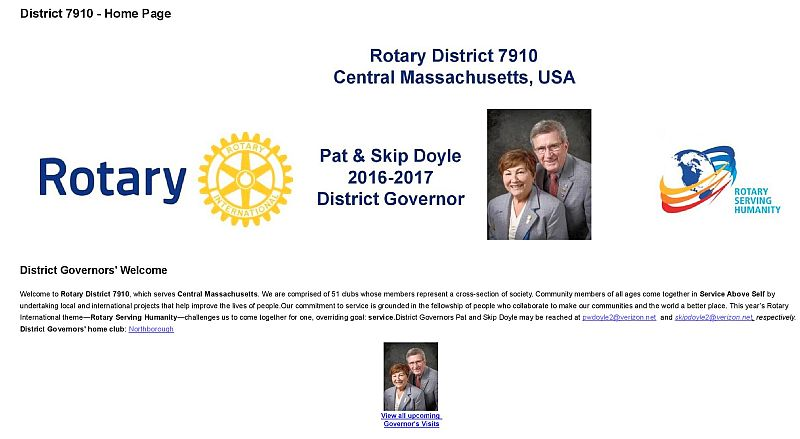 District 7910 - Home Page
Rotary District 7910
Central Massachusetts, USA
Rotary
ROTARY
INTERNATIONAL
Pat & Skip Doyle
2016-2017
District Governor
ROTARY
SERVING
HUMANITY
District Governors' Welcome
Welcome to Rotary District 7910, which serves Central Massachusetts. We are comprised of 51 clubs whose members represent a cross-section of society. Community members of all ages come together in Service Above Self by
undertaking local and international projects that help improve the lives of people.Our commitment to service is grounded in the fellowship of people who collaborate to make our communities and the world a better place. This year's Rotary
International theme—Rotary Serving Humanity—challenges us to come together for one, overriding goal: service.District Governors Pat and Skip Doyle may be reached at pwdoyle2@verizon.net and skipdoyle2@verizon.net, respectively.
District Governors' home club: Northborough
View all upcoming
Governor's Visits